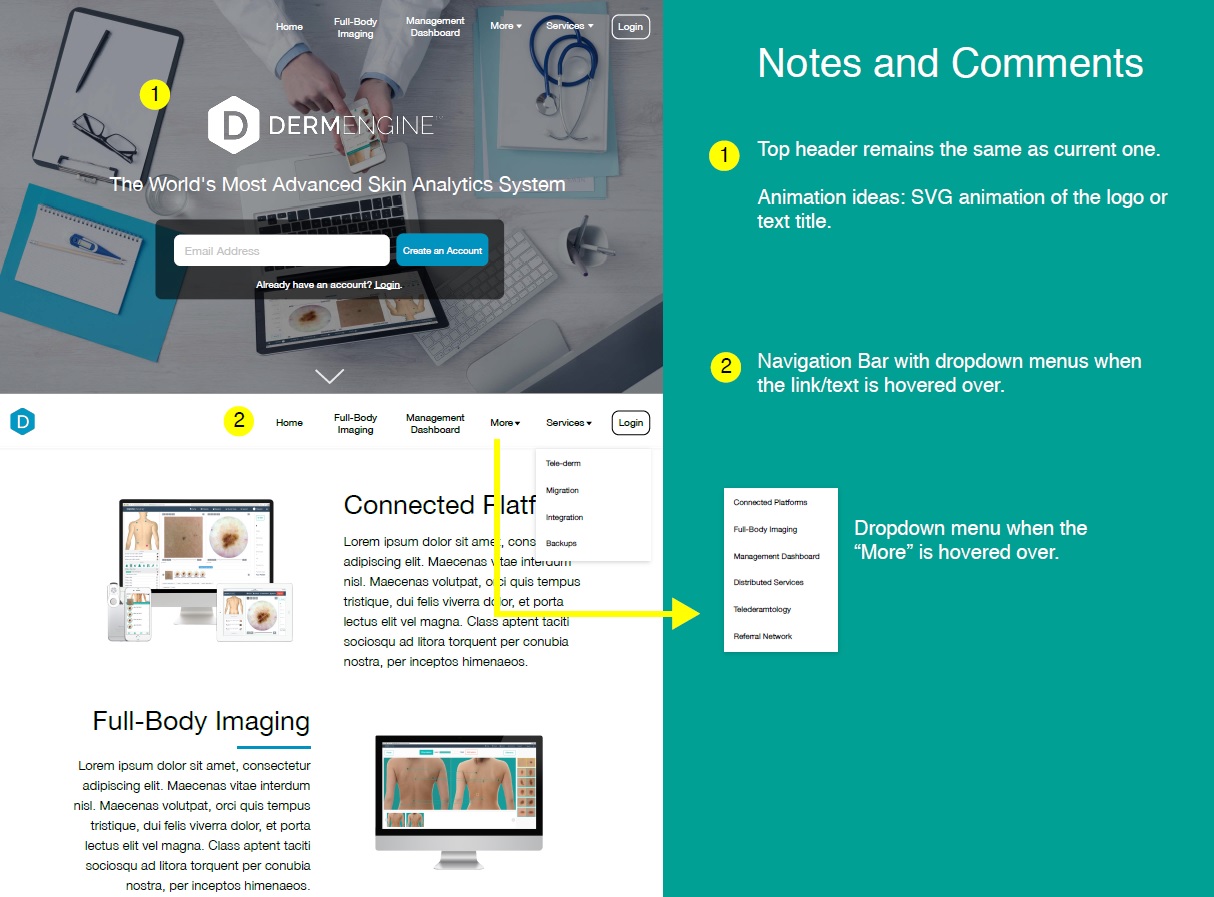 Home
Full-Body
Imaging
Management
Dashboard
More
Services
Login
1
D DERMENGINE
The World's Most Advanced Skin Analytics System
Email Address
Create an Account
Already have an account? Login.
D
2
Home
Full-Body
Imaging
Management
Dashboard
More
Services
Login
Tele-derm
Migration
Integration
Backups
Connected Platf
Lorem ipsum dolor sit amet, cons
adipiscing elit. Maecenas vitae interdum
nisl. Maecenas volutpat, orci quis tempus
tristique, dui felis viverra dolor, et porta
lectus elit vel magna. Class aptent taciti
sociosqu ad litora torquent per conubia
nostra, per inceptos himenaeos.
Full-Body Imaging
Lorem ipsum dolor sit amet, consectetur
adipiscing elit. Maecenas vitae interdum
nisl. Maecenas volutpat, orci quis tempus
tristique, dui felis viverra dolor, et porta
lectus elit vel magna. Class aptent taciti
sociosqu ad litora torquent per conubia
nostra, per inceptos himenaeos.
Notes and Comments
1
Top header remains the same as current one.
Animation ideas: SVG animation of the logo or
text title.
2
Navigation Bar with dropdown menus when
the link/text is hovered over.
Connected Platforms
Full-Body Imaging
Management Dashboard
Distributed Services
Telederamtology
Referral Network
Dropdown menu when the
“More” is hovered over.